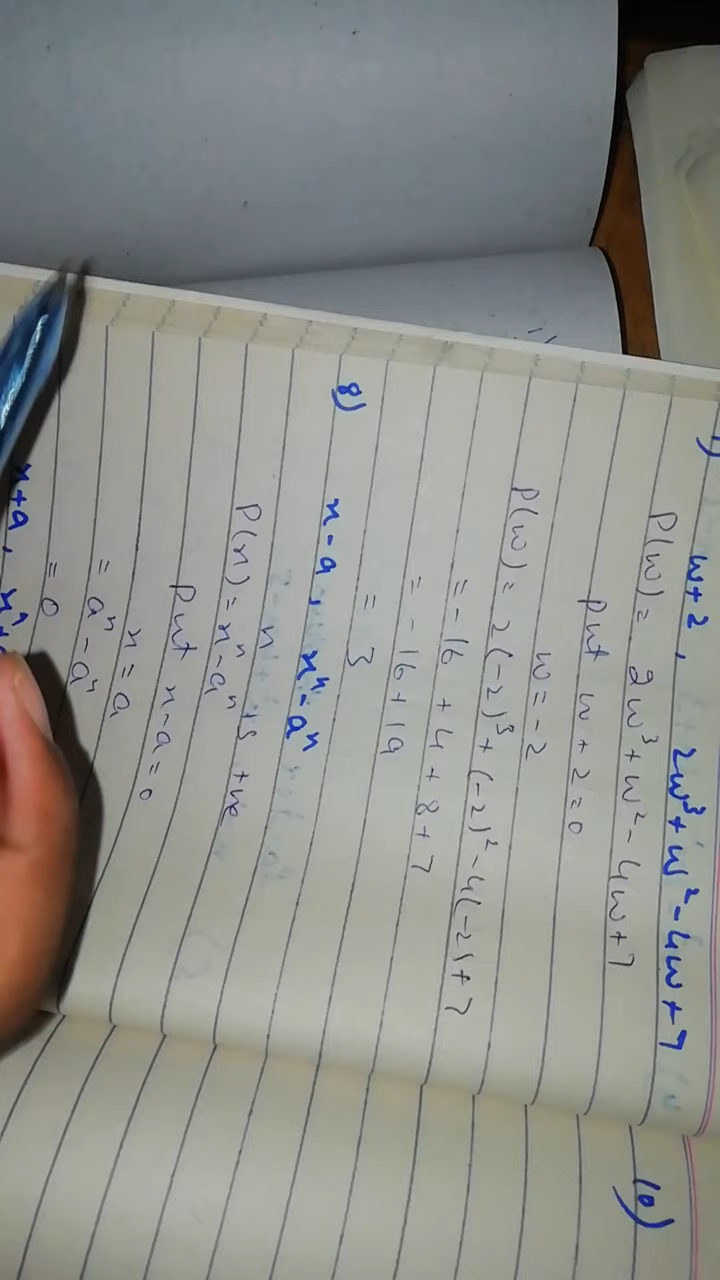 w+2, 2w³+w²-4w+7
P(w) = 2w³+w²-4w+7
put w+2=0
w=-2
P(w) = 2(-2)³+(-2)²-4(-2)+7
= -16 +4+8+7
= -16+19
= 3
8) x-a, xⁿ-aⁿ
n is +ve
P(x) = xⁿ-aⁿ
put x-a=0
x=a
= aⁿ-aⁿ
= 0
x+a,
10)